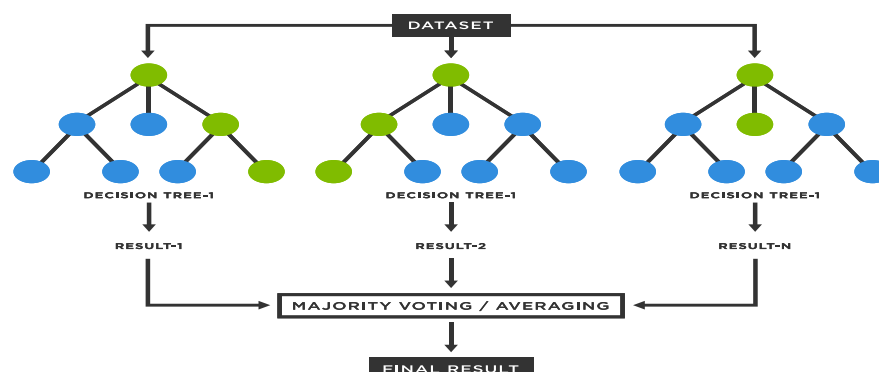 DATASET
DECISION TREE-1
DECISION TREE-1
DECISION TREE-1
RESULT-1
RESULT-2
RESULT-N
MAJORITY VOTING / AVERAGING
FINAL RESULT